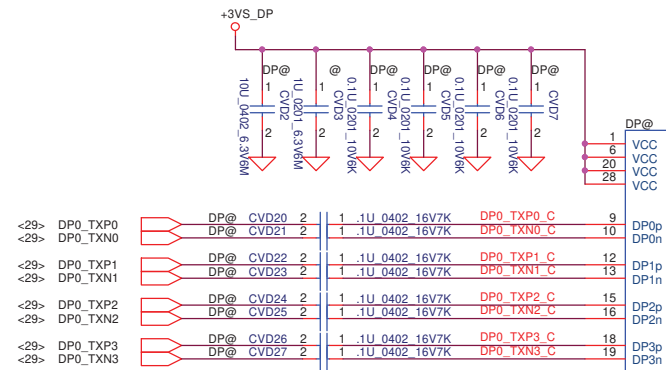 +3VS_DP
DP@ @ DP@ DP@ DP@ DP@
1 1 1 1 1 1
10U_0402_6.3V6M CVD2
1U_0201_6.3V6M CVD3
0.1U_0201_10V6K CVD4
0.1U_0201_10V6K CVD5
0.1U_0201_10V6K CVD6
0.1U_0201_10V6K CVD7
2 2 2 2 2 2
DP@
1 VCC
6 VCC
20 VCC
28 VCC
<29> DP0_TXP0 DP@ CVD20 2 1 .1U_0402_16V7K DP0_TXP0_C 9 DP0p
<29> DP0_TXN0 DP@ CVD21 2 1 .1U_0402_16V7K DP0_TXN0_C 10 DP0n
<29> DP0_TXP1 DP@ CVD22 2 1 .1U_0402_16V7K DP0_TXP1_C 12 DP1p
<29> DP0_TXN1 DP@ CVD23 2 1 .1U_0402_16V7K DP0_TXN1_C 13 DP1n
<29> DP0_TXP2 DP@ CVD24 2 1 .1U_0402_16V7K DP0_TXP2_C 15 DP2p
<29> DP0_TXN2 DP@ CVD25 2 1 .1U_0402_16V7K DP0_TXN2_C 16 DP2n
<29> DP0_TXP3 DP@ CVD26 2 1 .1U_0402_16V7K DP0_TXP3_C 18 DP3p
<29> DP0_TXN3 DP@ CVD27 2 1 .1U_0402_16V7K DP0_TXN3_C 19 DP3n